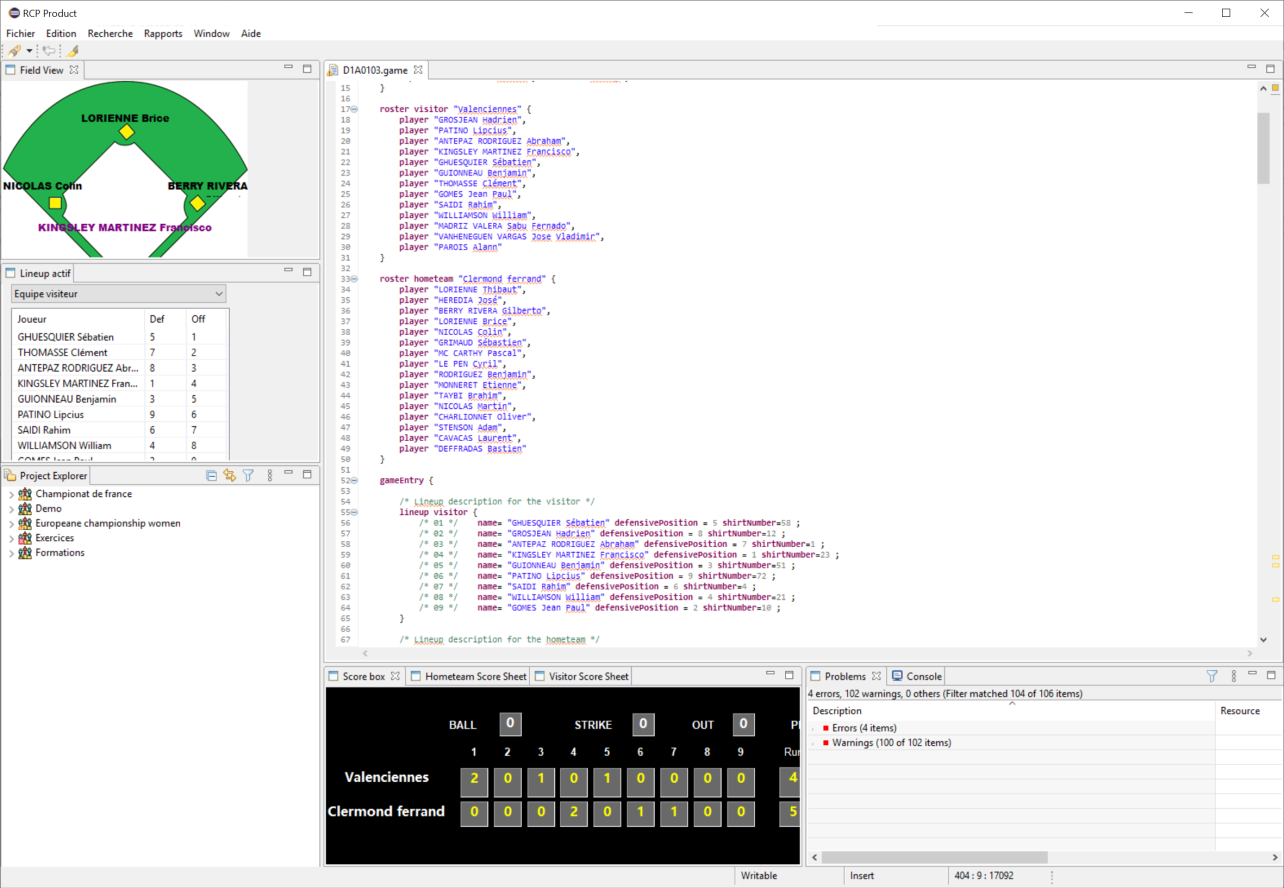 RCP Product
Fichier Edition Recherche Rapports Window Aide
Field View
LORIENNE Brice
NICOLAS Colin
BERRY RIVERA
KINGSLEY MARTINEZ Francisco
Lineup actif
Equipe visiteur
Joueur Def Off
GHUESQUIER Sébatien 5 1
THOMASSE Clément 7 2
ANTEPAZ RODRIGUEZ Abr... 8 3
KINGSLEY MARTINEZ Fran... 1 4
GUIONNEAU Benjamin 3 5
PATINO Lipcius 9 6
SAIDI Rahim 6 7
WILLIAMSON William 4 8
GOMES Jean Paul 2 9
Project Explorer
Championat de france
Demo
Europeane championship women
Exercices
Formations
D1A0103.game
15 }
16
17 roster visitor "Valenciennes" {
18 player "GROSJEAN Hadrien",
19 player "PATINO Lipcius",
20 player "ANTEPAZ RODRIGUEZ Abraham",
21 player "KINGSLEY MARTINEZ Francisco",
22 player "GHUESQUIER Sébatien",
23 player "GUIONNEAU Benjamin",
24 player "THOMASSE Clément",
25 player "GOMES Jean Paul",
26 player "SAIDI Rahim",
27 player "WILLIAMSON William",
28 player "MADRIZ VALERA Sabu Fernado",
29 player "VANHENEGUEN VARGAS Jose Vladimir",
30 player "PAROIS Alann"
31 }
32
33 roster hometeam "Clermond ferrand" {
34 player "LORIENNE Thibaut",
35 player "HEREDIA José",
36 player "BERRY RIVERA Gilberto",
37 player "LORIENNE Brice",
38 player "NICOLAS Colin",
39 player "GRIMAUD Sébastien",
40 player "MC CARTHY Pascal",
41 player "LE PEN Cyril",
42 player "RODRIGUEZ Benjamin",
43 player "MONNERET Etienne",
44 player "TAYBI Brahim",
45 player "NICOLAS Martin",
46 player "CHARLIONNET Oliver",
47 player "STENSON Adam",
48 player "CAVACAS Laurent",
49 player "DEFFRADAS Bastien"
50 }
51
52 gameEntry {
53
54 /* Lineup description for the visitor */
55 lineup visitor {
56 /* 01 */ name= "GHUESQUIER Sébatien" defensivePosition = 5 shirtNumber=58 ;
57 /* 02 */ name= "GROSJEAN Hadrien" defensivePosition = 8 shirtNumber=12 ;
58 /* 03 */ name= "ANTEPAZ RODRIGUEZ Abraham" defensivePosition = 7 shirtNumber=1 ;
59 /* 04 */ name= "KINGSLEY MARTINEZ Francisco" defensivePosition = 1 shirtNumber=23 ;
60 /* 05 */ name= "GUIONNEAU Benjamin" defensivePosition = 3 shirtNumber=51 ;
61 /* 06 */ name= "PATINO Lipcius" defensivePosition = 9 shirtNumber=72 ;
62 /* 07 */ name= "SAIDI Rahim" defensivePosition = 6 shirtNumber=4 ;
63 /* 08 */ name= "WILLIAMSON William" defensivePosition = 4 shirtNumber=21 ;
64 /* 09 */ name= "GOMES Jean Paul" defensivePosition = 2 shirtNumber=10 ;
65 }
66
67 /* Lineup description for the hometeam */
Score box Hometeam Score Sheet Visitor Score Sheet
BALL 0 STRIKE 0 OUT 0
1 2 3 4 5 6 7 8 9 Run
Valenciennes 2 0 1 0 1 0 0 0 0 4
Clermond ferrand 0 0 0 2 0 1 1 0 0 5
Problems Console
4 errors, 102 warnings, 0 others (Filter matched 104 of 106 items)
Description Resource
Errors (4 items)
Warnings (100 of 102 items)
Writable Insert 404 : 9 : 17092